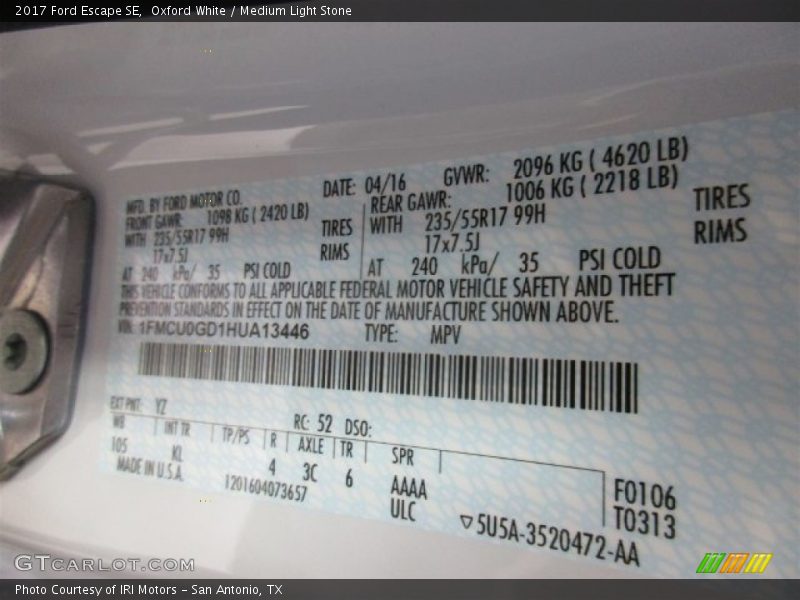 2017 Ford Escape SE, Oxford White / Medium Light Stone
MFD. BY FORD MOTOR CO.
DATE: 04/16 GVWR: 2096 KG ( 4620 LB)
FRONT GAWR: 1098 KG ( 2420 LB)
REAR GAWR: 1006 KG ( 2218 LB)
WITH 235/55R17 99H TIRES
WITH 235/55R17 99H TIRES
17x7.5J RIMS
17x7.5J RIMS
AT 240 kPa/ 35 PSI COLD
AT 240 kPa/ 35 PSI COLD
THIS VEHICLE CONFORMS TO ALL APPLICABLE FEDERAL MOTOR VEHICLE SAFETY AND THEFT
PREVENTION STANDARDS IN EFFECT ON THE DATE OF MANUFACTURE SHOWN ABOVE.
VIN: 1FMCU0GD1HUA13446 TYPE: MPV
EXT PNT: YZ RC: 52 DSO:
WB INT TR TP/PS R AXLE TR SPR
105 KL 4 3C 6 AAAA F0106
MADE IN U.S.A. 1201604073657 ULC T0313
▽5U5A-3520472-AA
GTCARLOT.COM
Photo Courtesy of IRI Motors – San Antonio, TX